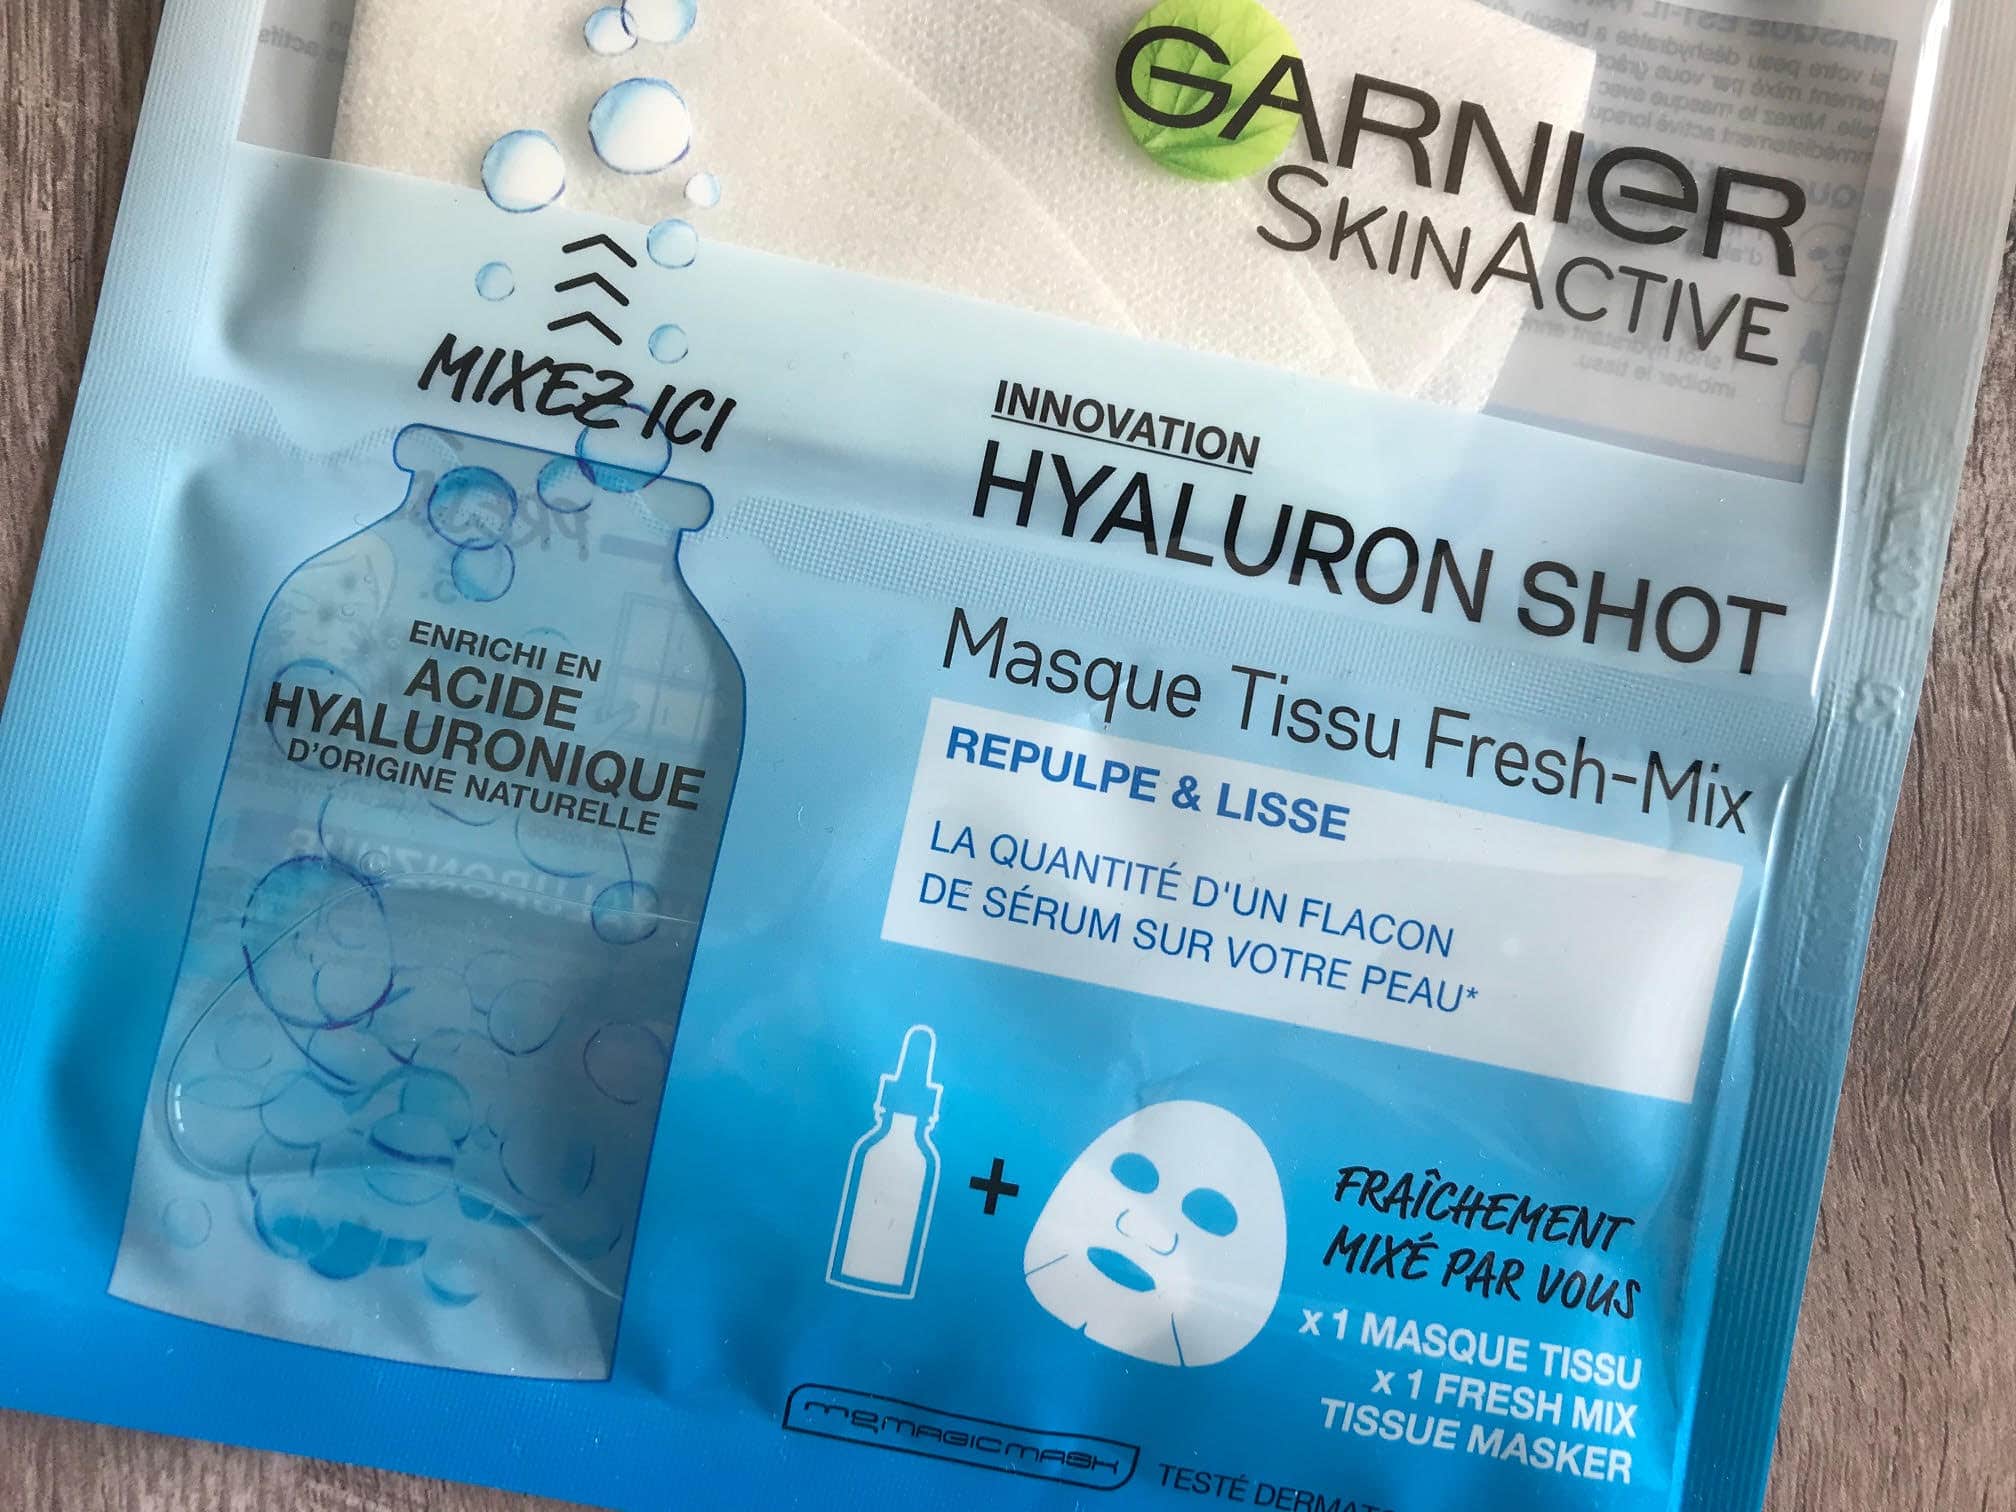 GARNIER
SKINACTIVE
MIXEZ ICI
INNOVATION
HYALURON SHOT
Masque Tissu Fresh-Mix
ENRICHI EN
ACIDE
HYALURONIQUE
D'ORIGINE NATURELLE
REPULPE & LISSE
LA QUANTITÉ D'UN FLACON
DE SÉRUM SUR VOTRE PEAU*
+
FRAÎCHEMENT
MIXÉ PAR VOUS
x 1 MASQUE TISSU
x 1 FRESH MIX
TISSUE MASKER
MAGIC MASK
TESTÉ